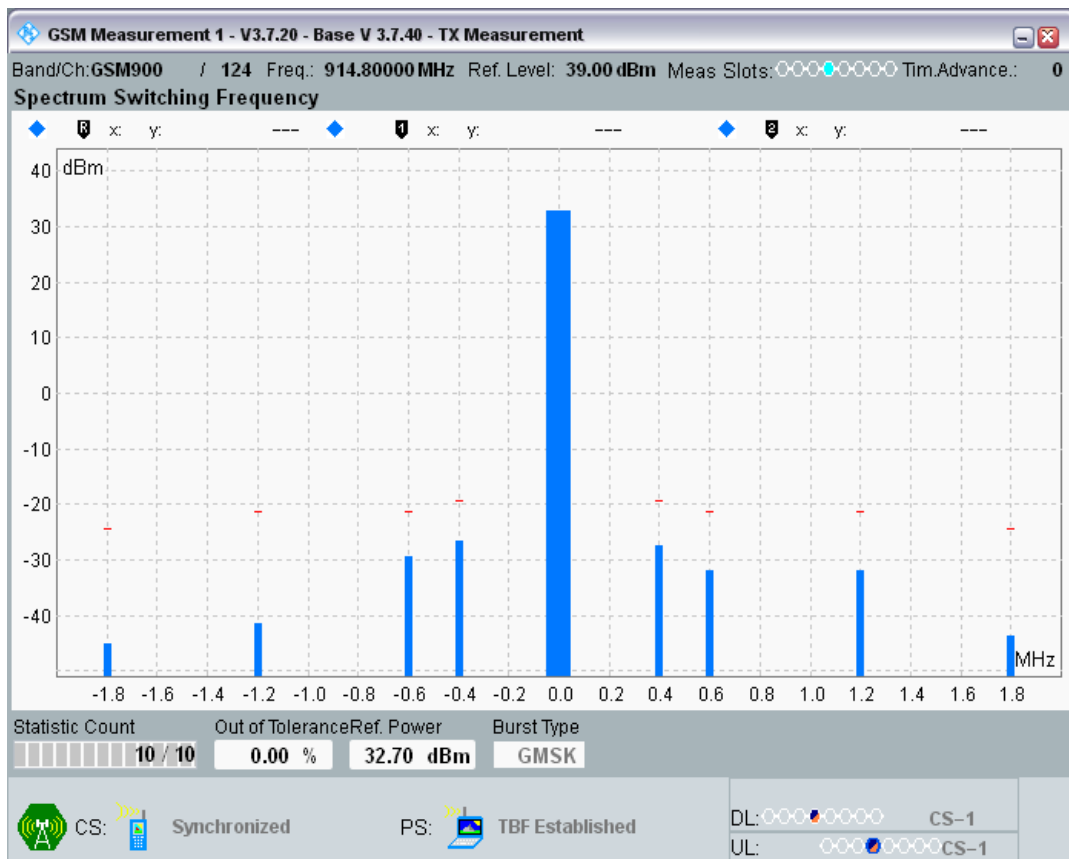 GSM Measurement 1 - V3.7.20 - Base V 3.7.40 - TX Measurement
Band/Ch:GSM900 / 124 Freq.: 914.80000 MHz Ref. Level: 39.00 dBm Meas Slots: Tim.Advance.: 0
Spectrum Switching Frequency
R x: y: --- 1 x: y: --- 2 x: y: ---
dBm
40
30
20
10
0
-10
-20
-30
-40
MHz
-1.8 -1.6 -1.4 -1.2 -1.0 -0.8 -0.6 -0.4 -0.2 0.0 0.2 0.4 0.6 0.8 1.0 1.2 1.4 1.6 1.8
Statistic Count Out of Tolerance Ref. Power Burst Type
10 / 10 0.00 % 32.70 dBm GMSK
CS: Synchronized PS: TBF Established
DL: CS-1
UL: CS-1